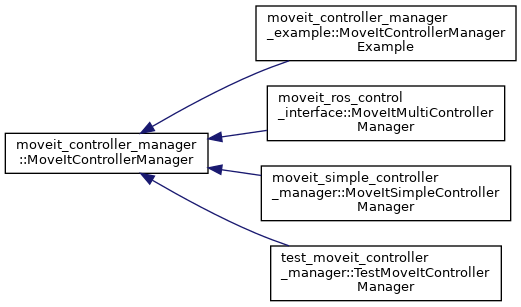 moveit_controller_manager
_example::MoveItControllerManager
Example
moveit_ros_control
_interface::MoveItMultiController
Manager
moveit_controller_manager
::MoveItControllerManager
moveit_simple_controller
_manager::MoveItSimpleController
Manager
test_moveit_controller
_manager::TestMoveItController
Manager